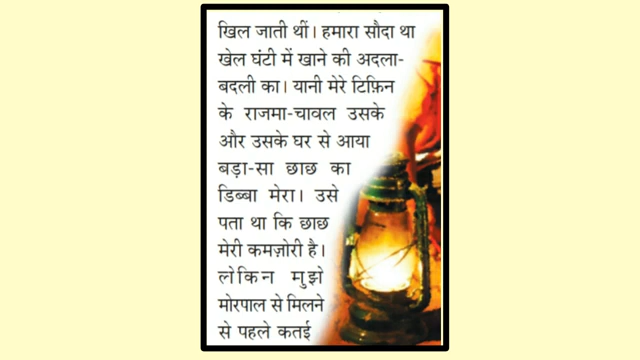 खिल जाती थीं। हमारा सौदा था
खेल घंटी में खाने की अदला-
बदली का। यानी मेरे टिफ़िन
के राजमा-चावल उसके
और उसके घर से आया
बड़ा-सा छाछ का
डिब्बा मेरा। उसे
पता था कि छाछ
मेरी कमज़ोरी है।
लेकिन मुझे
मोरपाल से मिलने
से पहले कतई